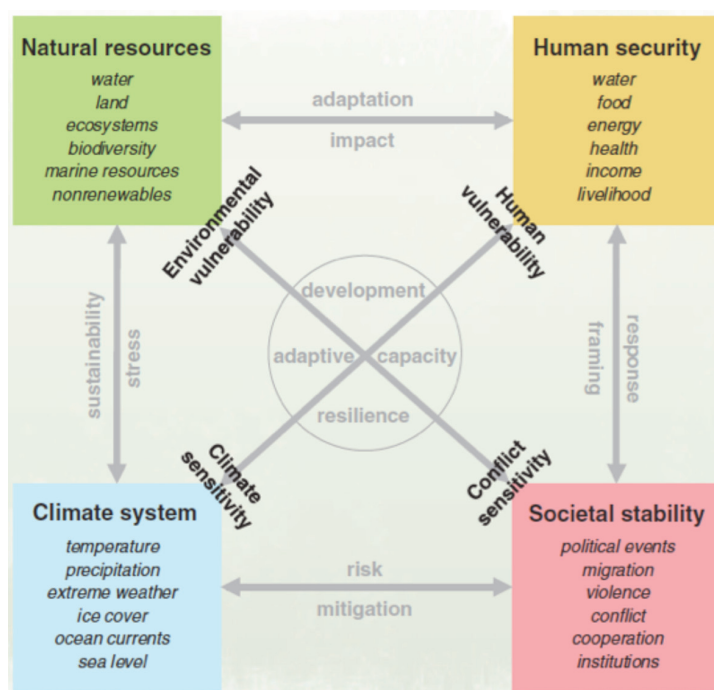 Natural resources
water
land
ecosystems
biodiversity
marine resources
nonrenewables
adaptation
impact
Human security
water
food
energy
health
income
livelihood
Environmental
vulnerability
Human
vulnerability
sustainability
stress
development
adaptive capacity
resilience
response
framing
Climate
sensitivity
Conflict
sensitivity
Climate system
temperature
precipitation
extreme weather
ice cover
ocean currents
sea level
risk
mitigation
Societal stability
political events
migration
violence
conflict
cooperation
institutions